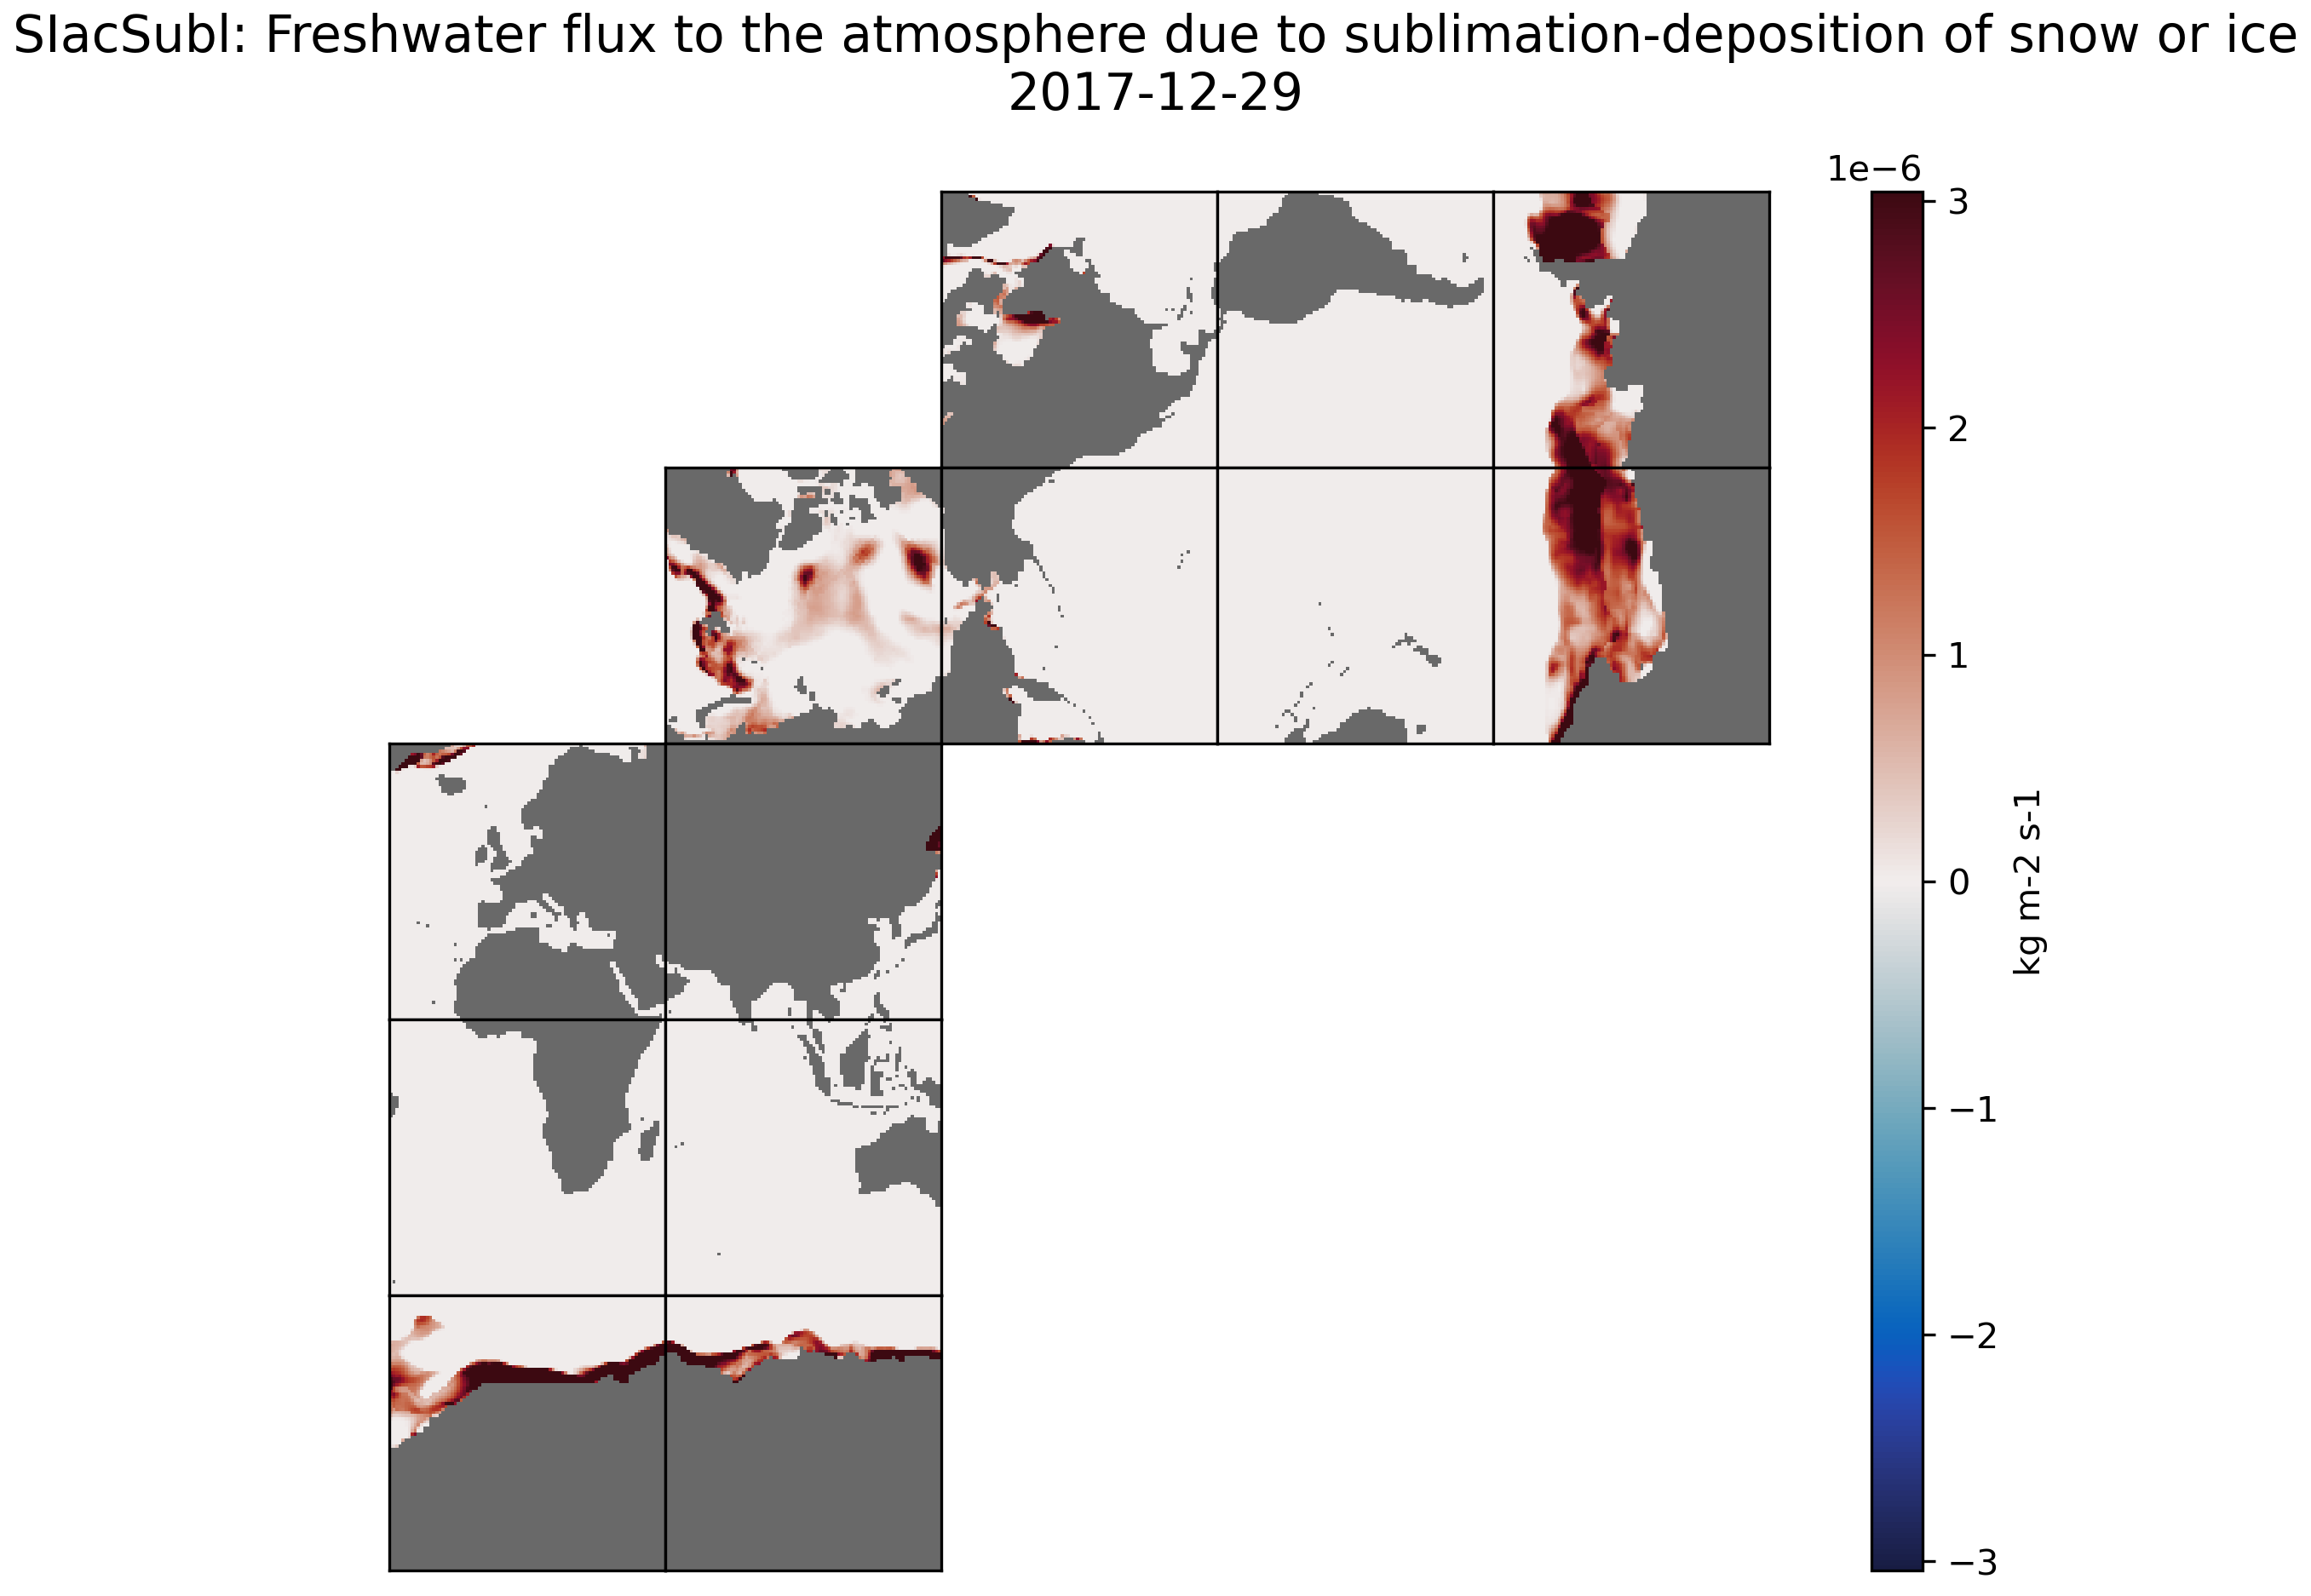 SIacSubl: Freshwater flux to the atmosphere due to sublimation-deposition of snow or ice
2017-12-29
1e−6
3
2
1
0
−1
−2
−3
kg m-2 s-1